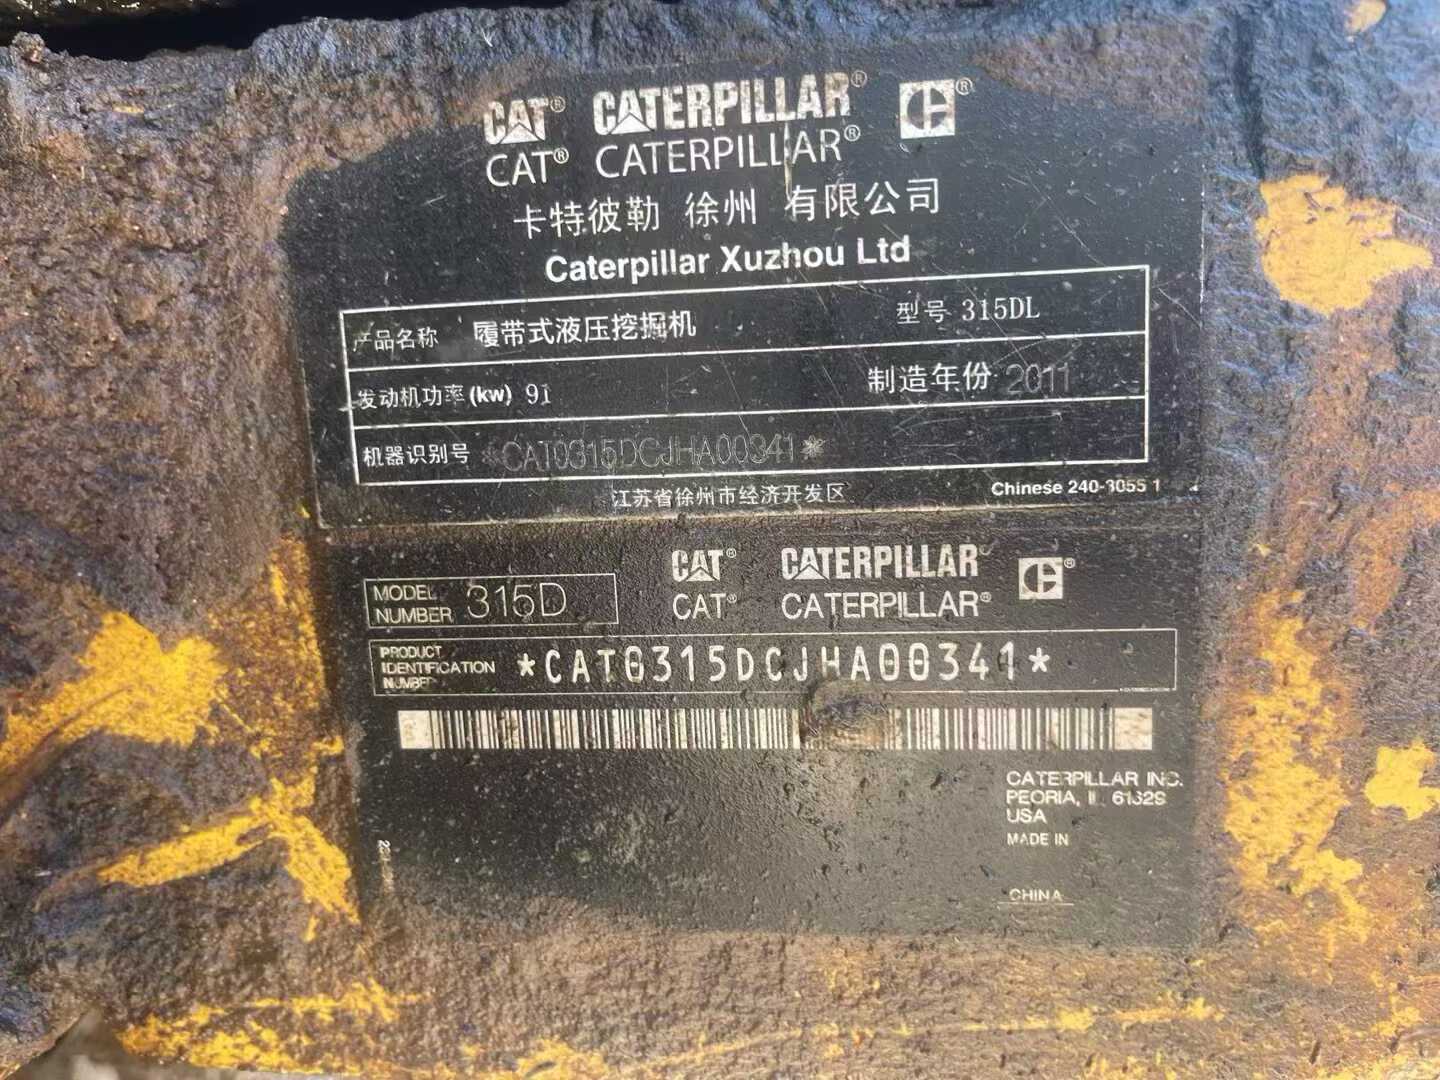 CAT® CATERPILLAR® CE®
CAT® CATERPILLAR®
卡特彼勒 徐州 有限公司
Caterpillar Xuzhou Ltd
产品名称 履带式液压挖掘机 型号 315DL
发动机功率(kw) 91 制造年份 2011
机器识别号 *CAT0315DCJHA00341*
江苏省徐州市经济开发区 Chinese 240-3055 1
CAT® CATERPILLAR® CE®
MODEL NUMBER 315D CAT® CATERPILLAR®
PRODUCT
IDENTIFICATION
NUMBER *CAT0315DCJHA00341*
CATERPILLAR INC.
PEORIA, IL 61629
USA
MADE IN
CHINA